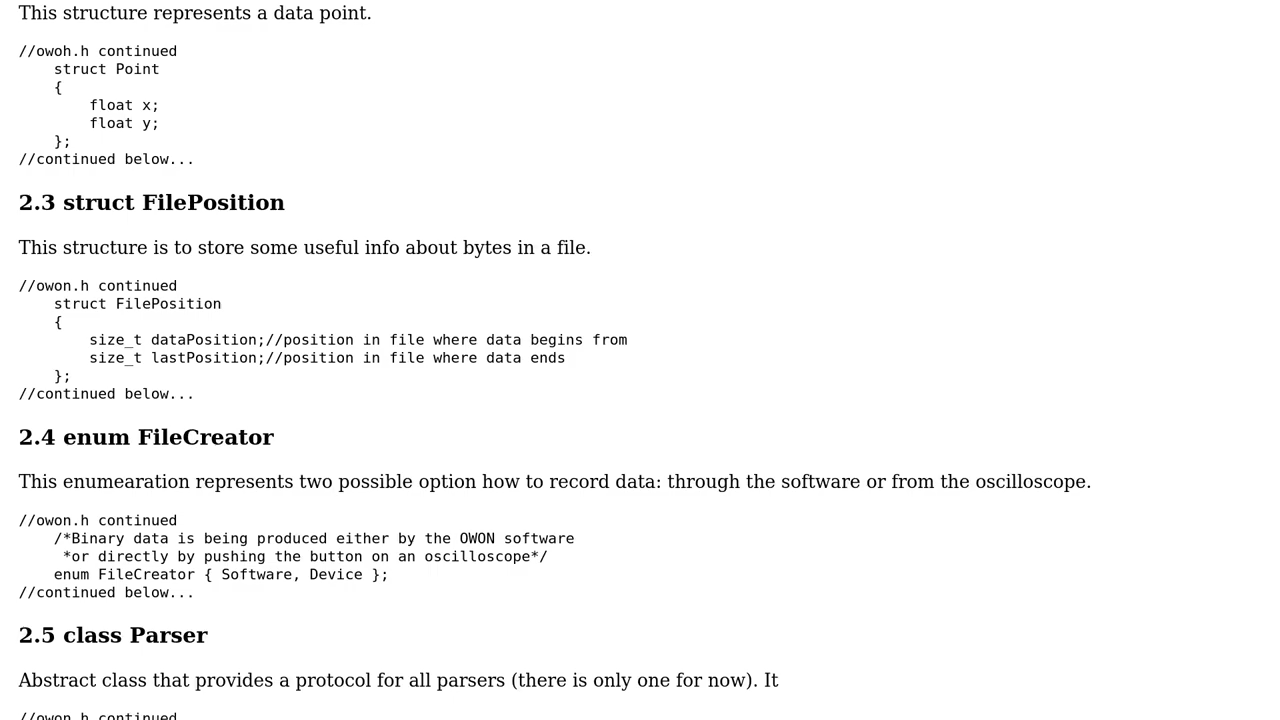 This structure represents a data point.
//owoh.h continued
    struct Point
    {
        float x;
        float y;
    };
//continued below...
2.3 struct FilePosition
This structure is to store some useful info about bytes in a file.
//owon.h continued
    struct FilePosition
    {
        size_t dataPosition;//position in file where data begins from
        size_t lastPosition;//position in file where data ends
    };
//continued below...
2.4 enum FileCreator
This enumearation represents two possible option how to record data: through the software or from the oscilloscope.
//owon.h continued
    /*Binary data is being produced either by the OWON software
     *or directly by pushing the button on an oscilloscope*/
    enum FileCreator { Software, Device };
//continued below...
2.5 class Parser
Abstract class that provides a protocol for all parsers (there is only one for now). It
//owon.h continued